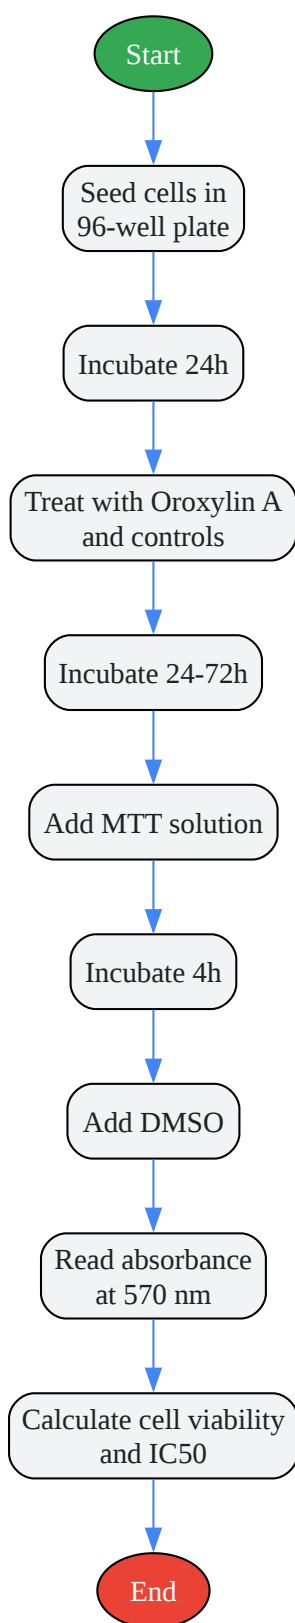 Start
Seed cells in
96-well plate
Incubate 24h
Treat with Oroxylin A
and controls
Incubate 24-72h
Add MTT solution
Incubate 4h
Add DMSO
Read absorbance
at 570 nm
Calculate cell viability
and IC50
End